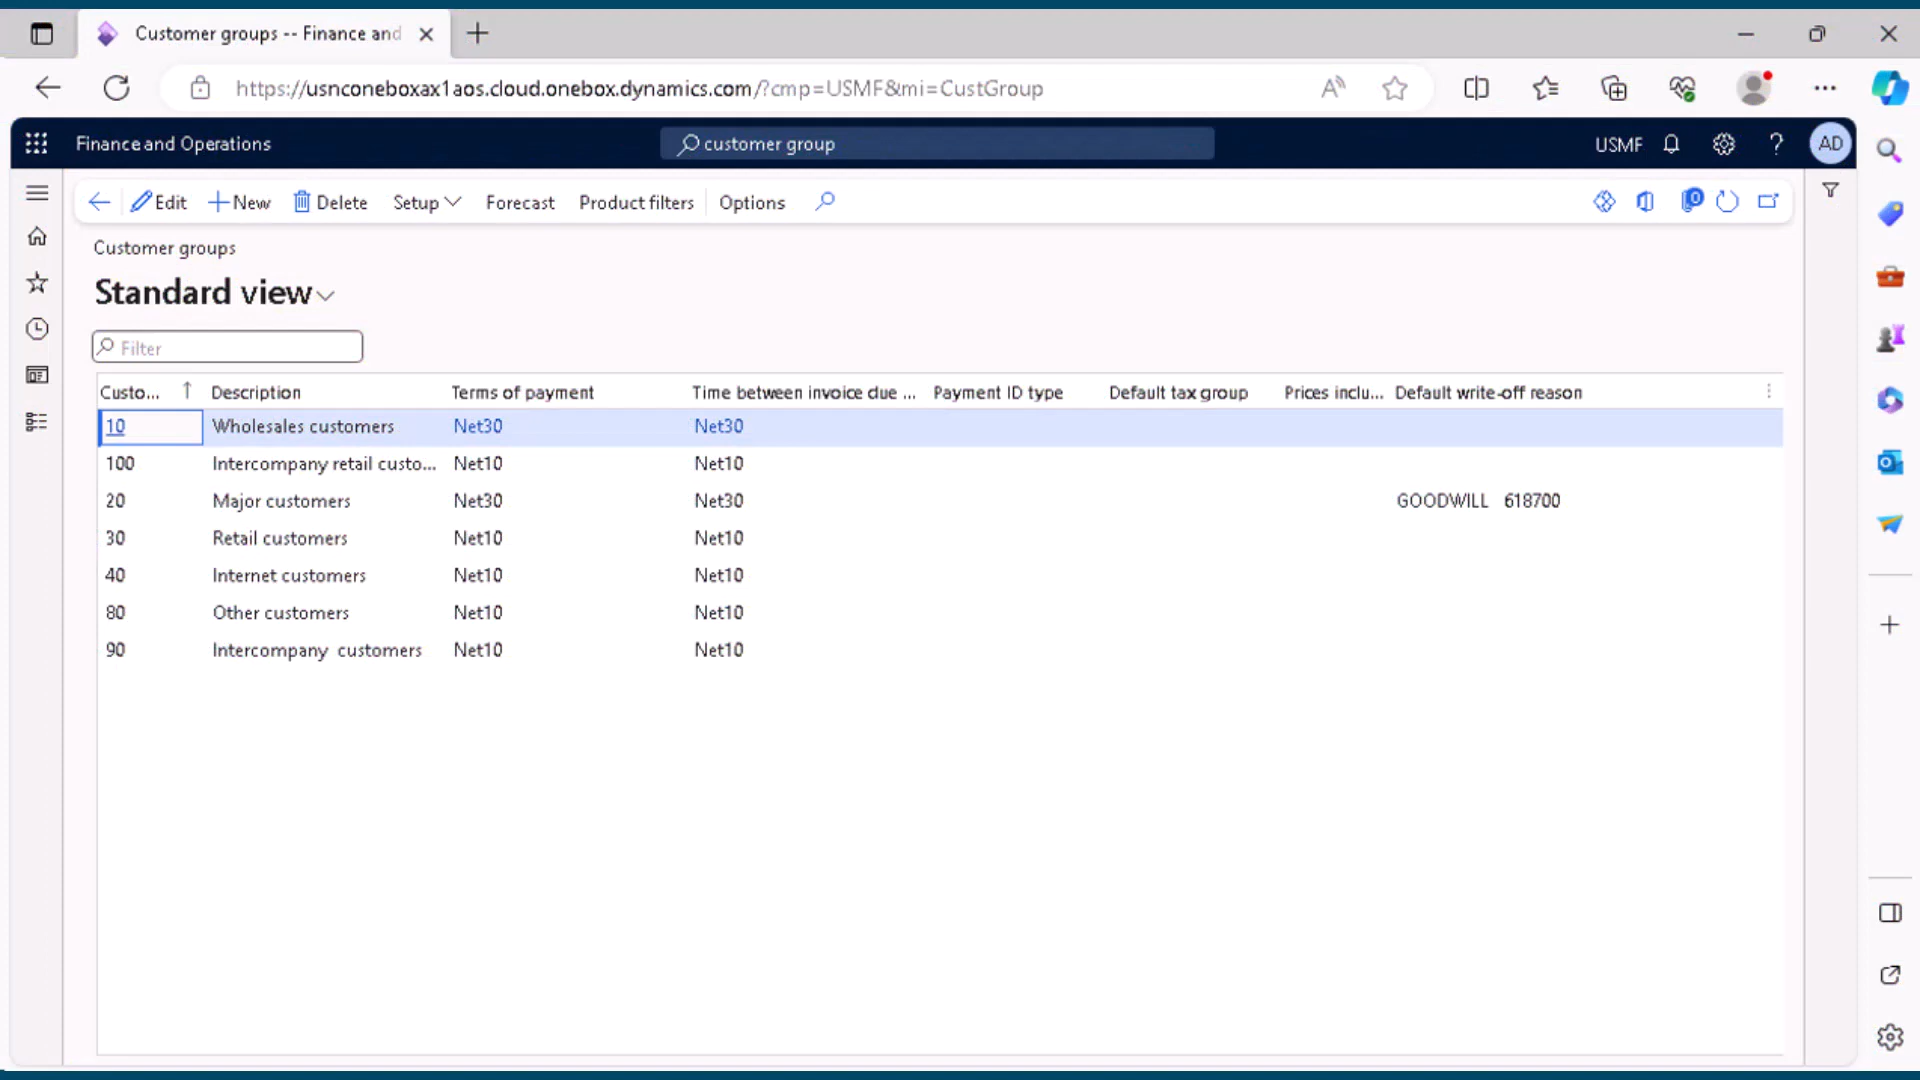 Customer groups -- Finance and
https://usnconeboxax1aos.cloud.onebox.dynamics.com/?cmp=USMF&mi=CustGroup
Finance and Operations
customer group
USMF
?
AD
Edit
New
Delete
Setup
Forecast
Product filters
Options
0
Customer groups
Standard view
Filter
Custo... Description Terms of payment Time between invoice due ... Payment ID type Default tax group Prices inclu... Default write-off reason
10 Wholesales customers Net30 Net30
100 Intercompany retail custo... Net10 Net10
20 Major customers Net30 Net30 GOODWILL 618700
30 Retail customers Net10 Net10
40 Internet customers Net10 Net10
80 Other customers Net10 Net10
90 Intercompany customers Net10 Net10